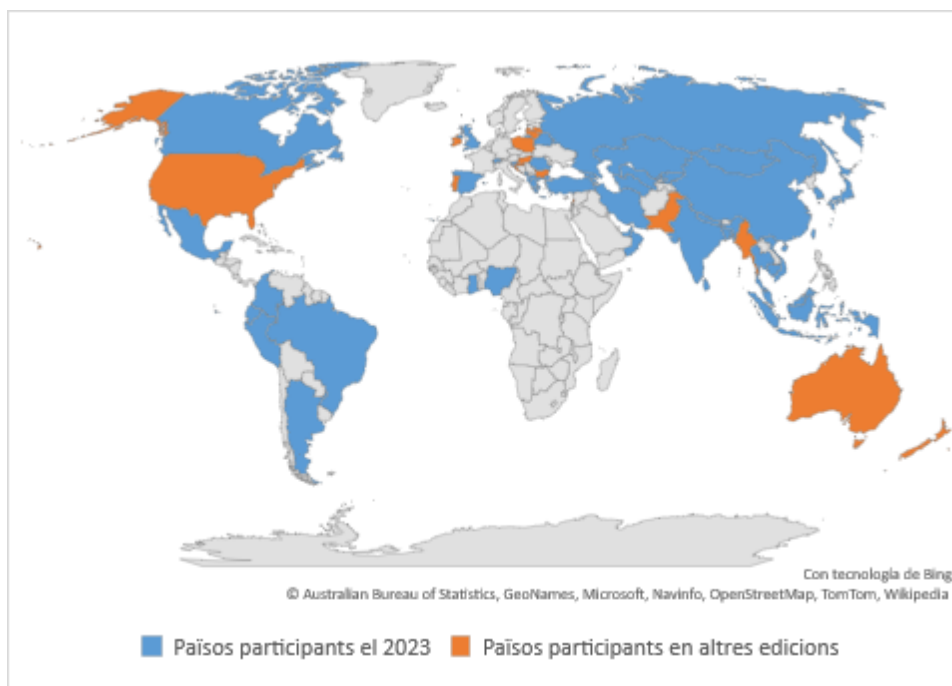 Con tecnología de Bing
© Australian Bureau of Statistics, GeoNames, Microsoft, Navinfo, OpenStreetMap, TomTom, Wikipedia
Països participants el 2023 Països participants en altres edicions